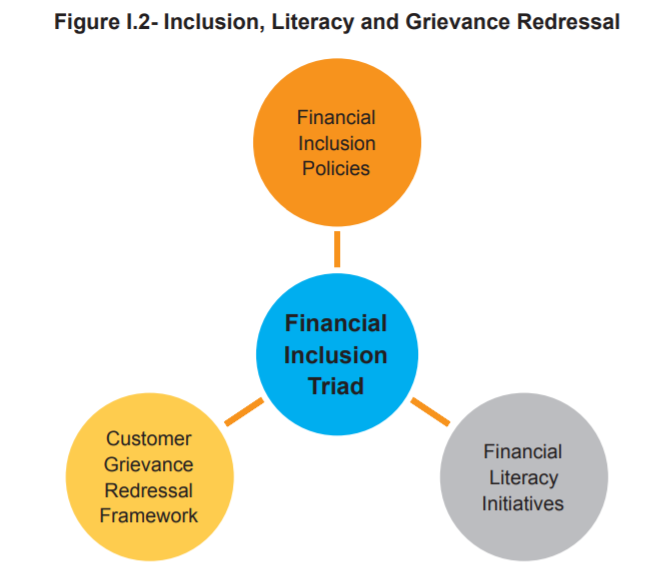 Figure I.2- Inclusion, Literacy and Grievance Redressal
Financial
Inclusion
Policies
Financial
Inclusion
Triad
Customer
Grievance
Redressal
Framework
Financial
Literacy
Initiatives